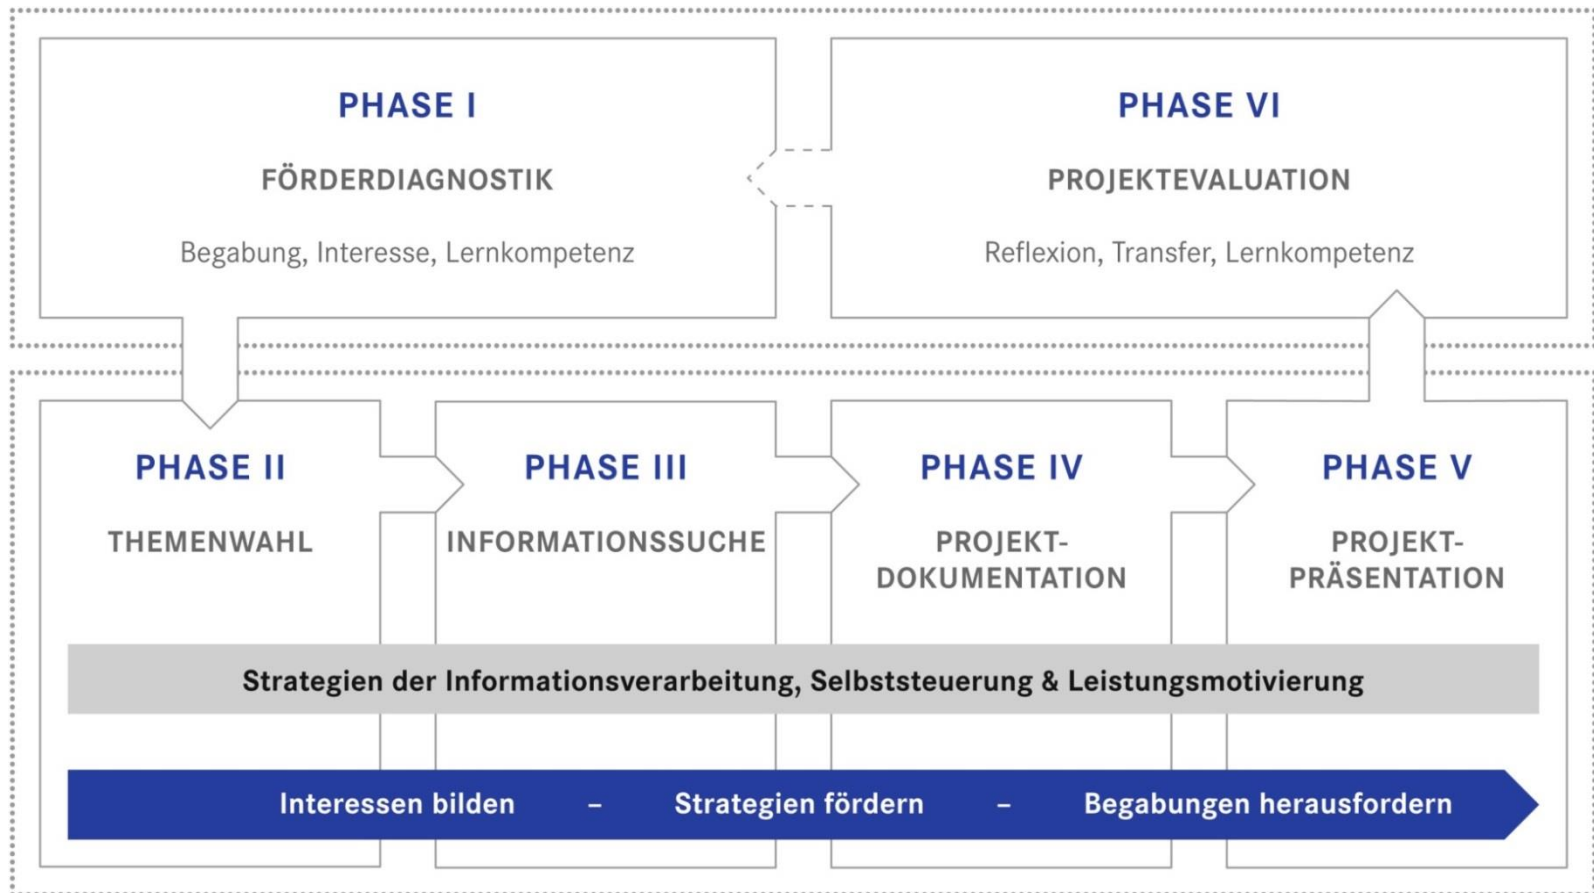 PHASE I
FÖRDERDIAGNOSTIK
Begabung, Interesse, Lernkompetenz
PHASE VI
PROJEKTEVALUATION
Reflexion, Transfer, Lernkompetenz
PHASE II
THEMENWAHL
PHASE III
INFORMATIONSSUCHE
PHASE IV
PROJEKT-
DOKUMENTATION
PHASE V
PROJEKT-
PRÄSENTATION
Strategien der Informationsverarbeitung, Selbststeuerung & Leistungsmotivierung
Interessen bilden – Strategien fördern – Begabungen herausfordern